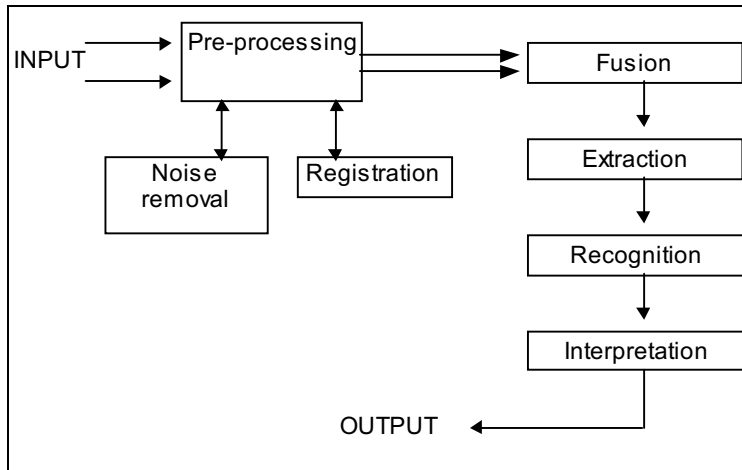 INPUT
Pre-processing
Noise
removal
Registration
Fusion
Extraction
Recognition
Interpretation
OUTPUT